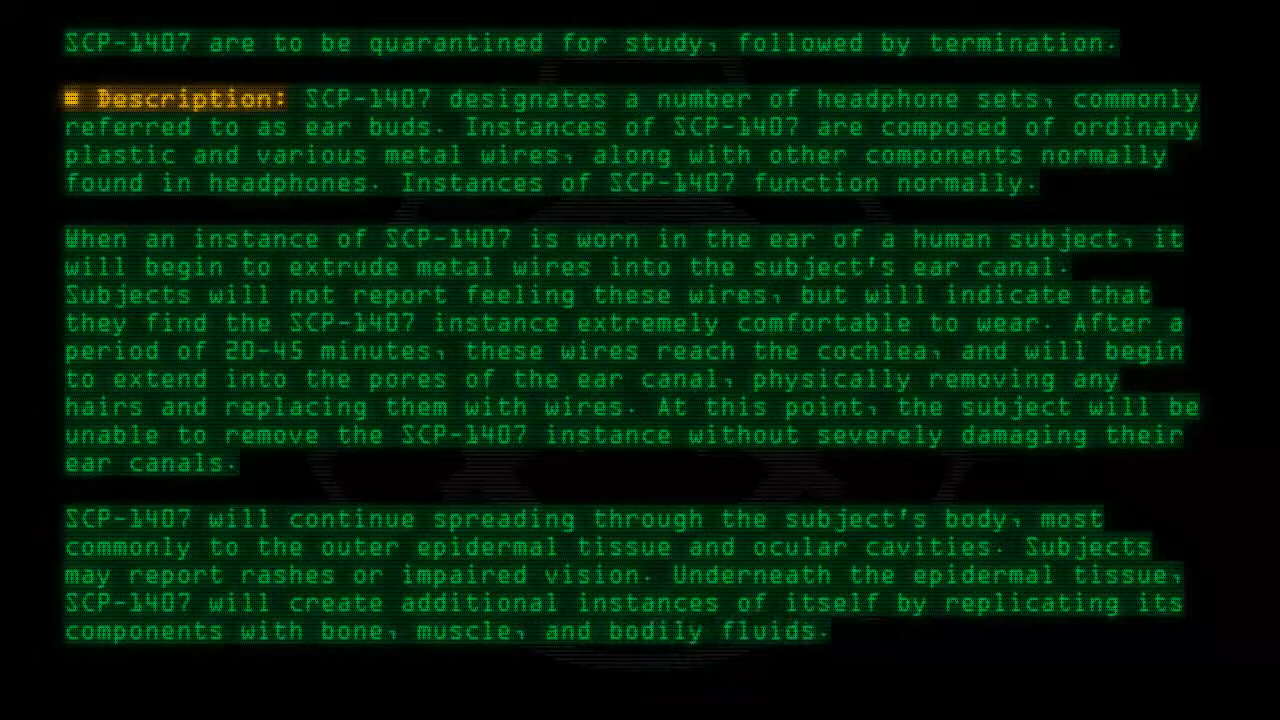 SCP-1407 are to be quarantined for study, followed by termination.
■ Description: SCP-1407 designates a number of headphone sets, commonly
referred to as ear buds. Instances of SCP-1407 are composed of ordinary
plastic and various metal wires, along with other components normally
found in headphones. Instances of SCP-1407 function normally.
When an instance of SCP-1407 is worn in the ear of a human subject, it
will begin to extrude metal wires into the subject's ear canal.
Subjects will not report feeling these wires, but will indicate that
they find the SCP-1407 instance extremely comfortable to wear. After a
period of 20-45 minutes, these wires reach the cochlea, and will begin
to extend into the pores of the ear canal, physically removing any
hairs and replacing them with wires. At this point, the subject will be
unable to remove the SCP-1407 instance without severely damaging their
ear canals.
SCP-1407 will continue spreading through the subject's body, most
commonly to the outer epidermal tissue and ocular cavities. Subjects
may report rashes or impaired vision. Underneath the epidermal tissue,
SCP-1407 will create additional instances of itself by replicating its
components with bone, muscle, and bodily fluids.